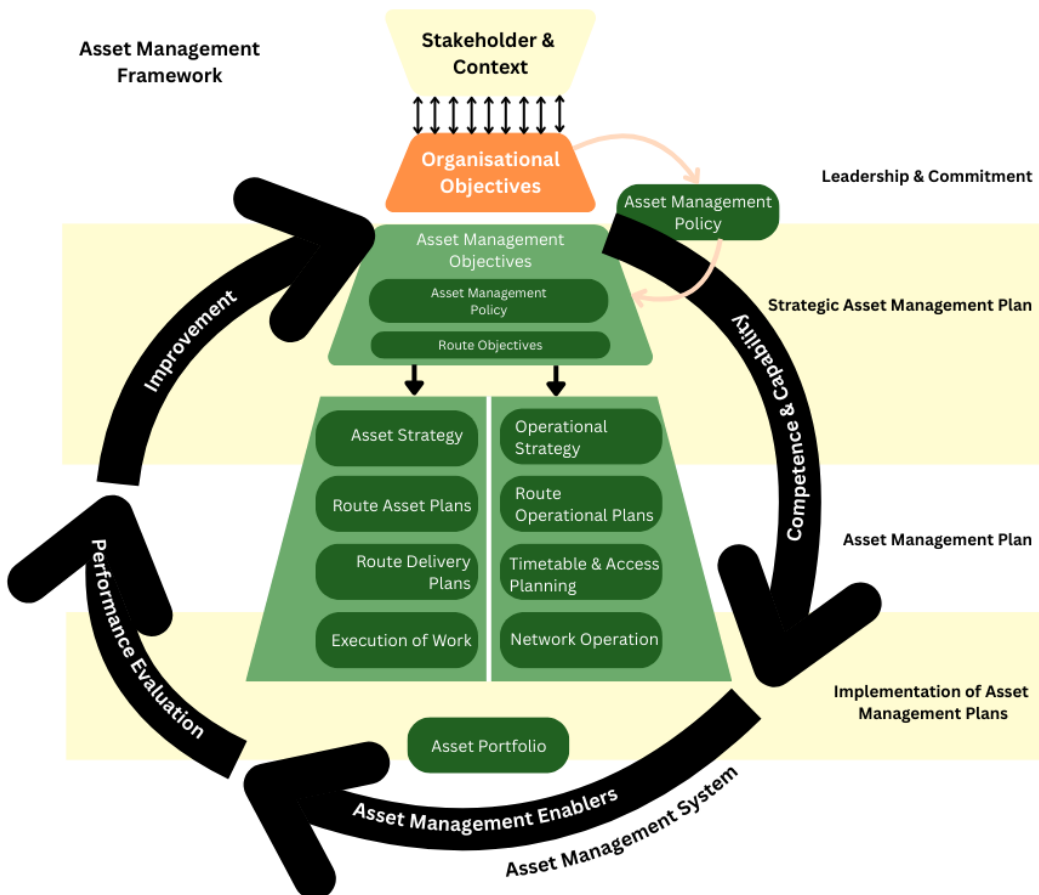 Asset Management
Framework
Stakeholder &
Context
Organisational
Objectives
Leadership & Commitment
Asset Management
Policy
Asset Management
Objectives
Asset Management
Policy
Route Objectives
Strategic Asset Management Plan
Improvement
Competence & Capability
Asset Strategy
Operational
Strategy
Route Asset Plans
Route
Operational Plans
Asset Management Plan
Route Delivery
Plans
Timetable & Access
Planning
Execution of Work
Network Operation
Performance Evaluation
Implementation of Asset
Management Plans
Asset Portfolio
Asset Management Enablers
Asset Management System